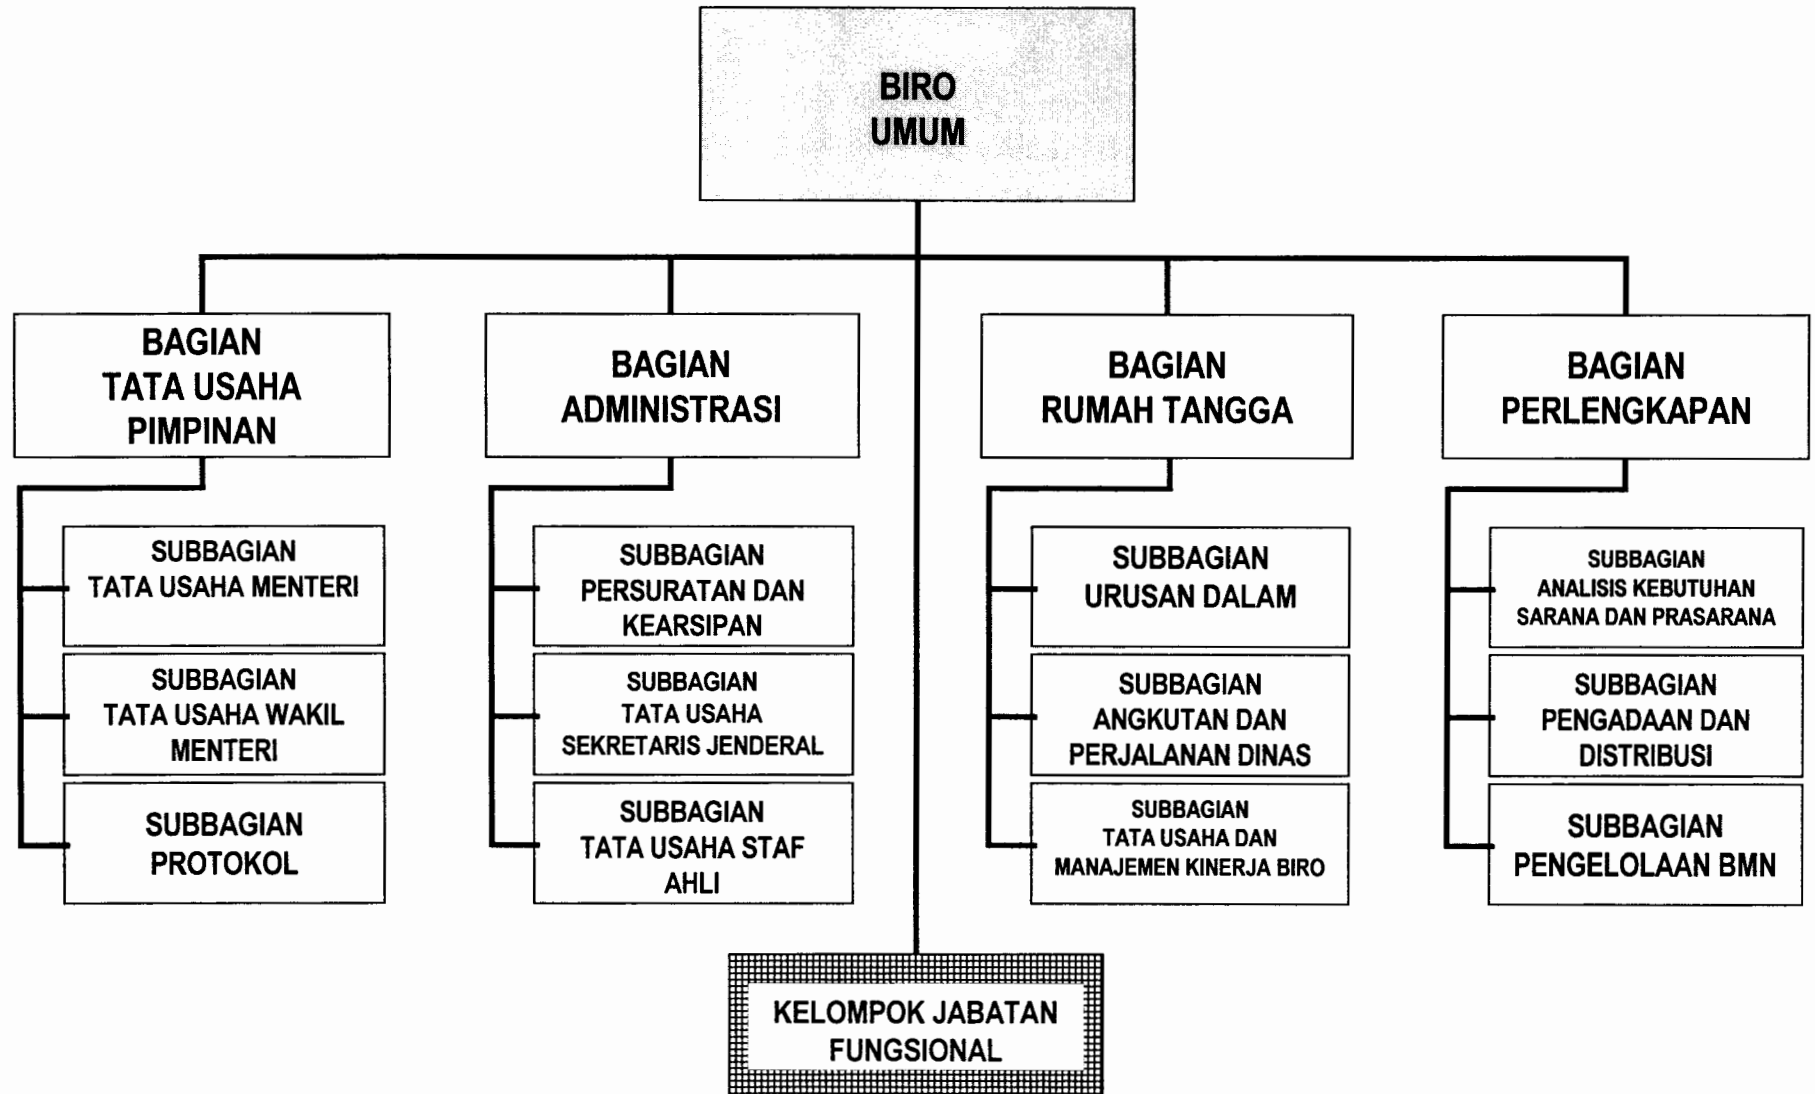 BIRO
UMUM
BAGIAN
TATA USAHA
PIMPINAN
SUBBAGIAN
TATA USAHA MENTERI
SUBBAGIAN
TATA USAHA WAKIL
MENTERI
SUBBAGIAN
PROTOKOL
BAGIAN
ADMINISTRASI
SUBBAGIAN
PERSURATAN DAN
KEARSIPAN
SUBBAGIAN
TATA USAHA
SEKRETARIS JENDERAL
SUBBAGIAN
TATA USAHA STAF
AHLI
BAGIAN
RUMAH TANGGA
SUBBAGIAN
URUSAN DALAM
SUBBAGIAN
ANGKUTAN DAN
PERJALANAN DINAS
SUBBAGIAN
TATA USAHA DAN
MANAJEMEN KINERJA BIRO
BAGIAN
PERLENGKAPAN
SUBBAGIAN
ANALISIS KEBUTUHAN
SARANA DAN PRASARANA
SUBBAGIAN
PENGADAAN DAN
DISTRIBUSI
SUBBAGIAN
PENGELOLAAN BMN
KELOMPOK JABATAN
FUNGSIONAL